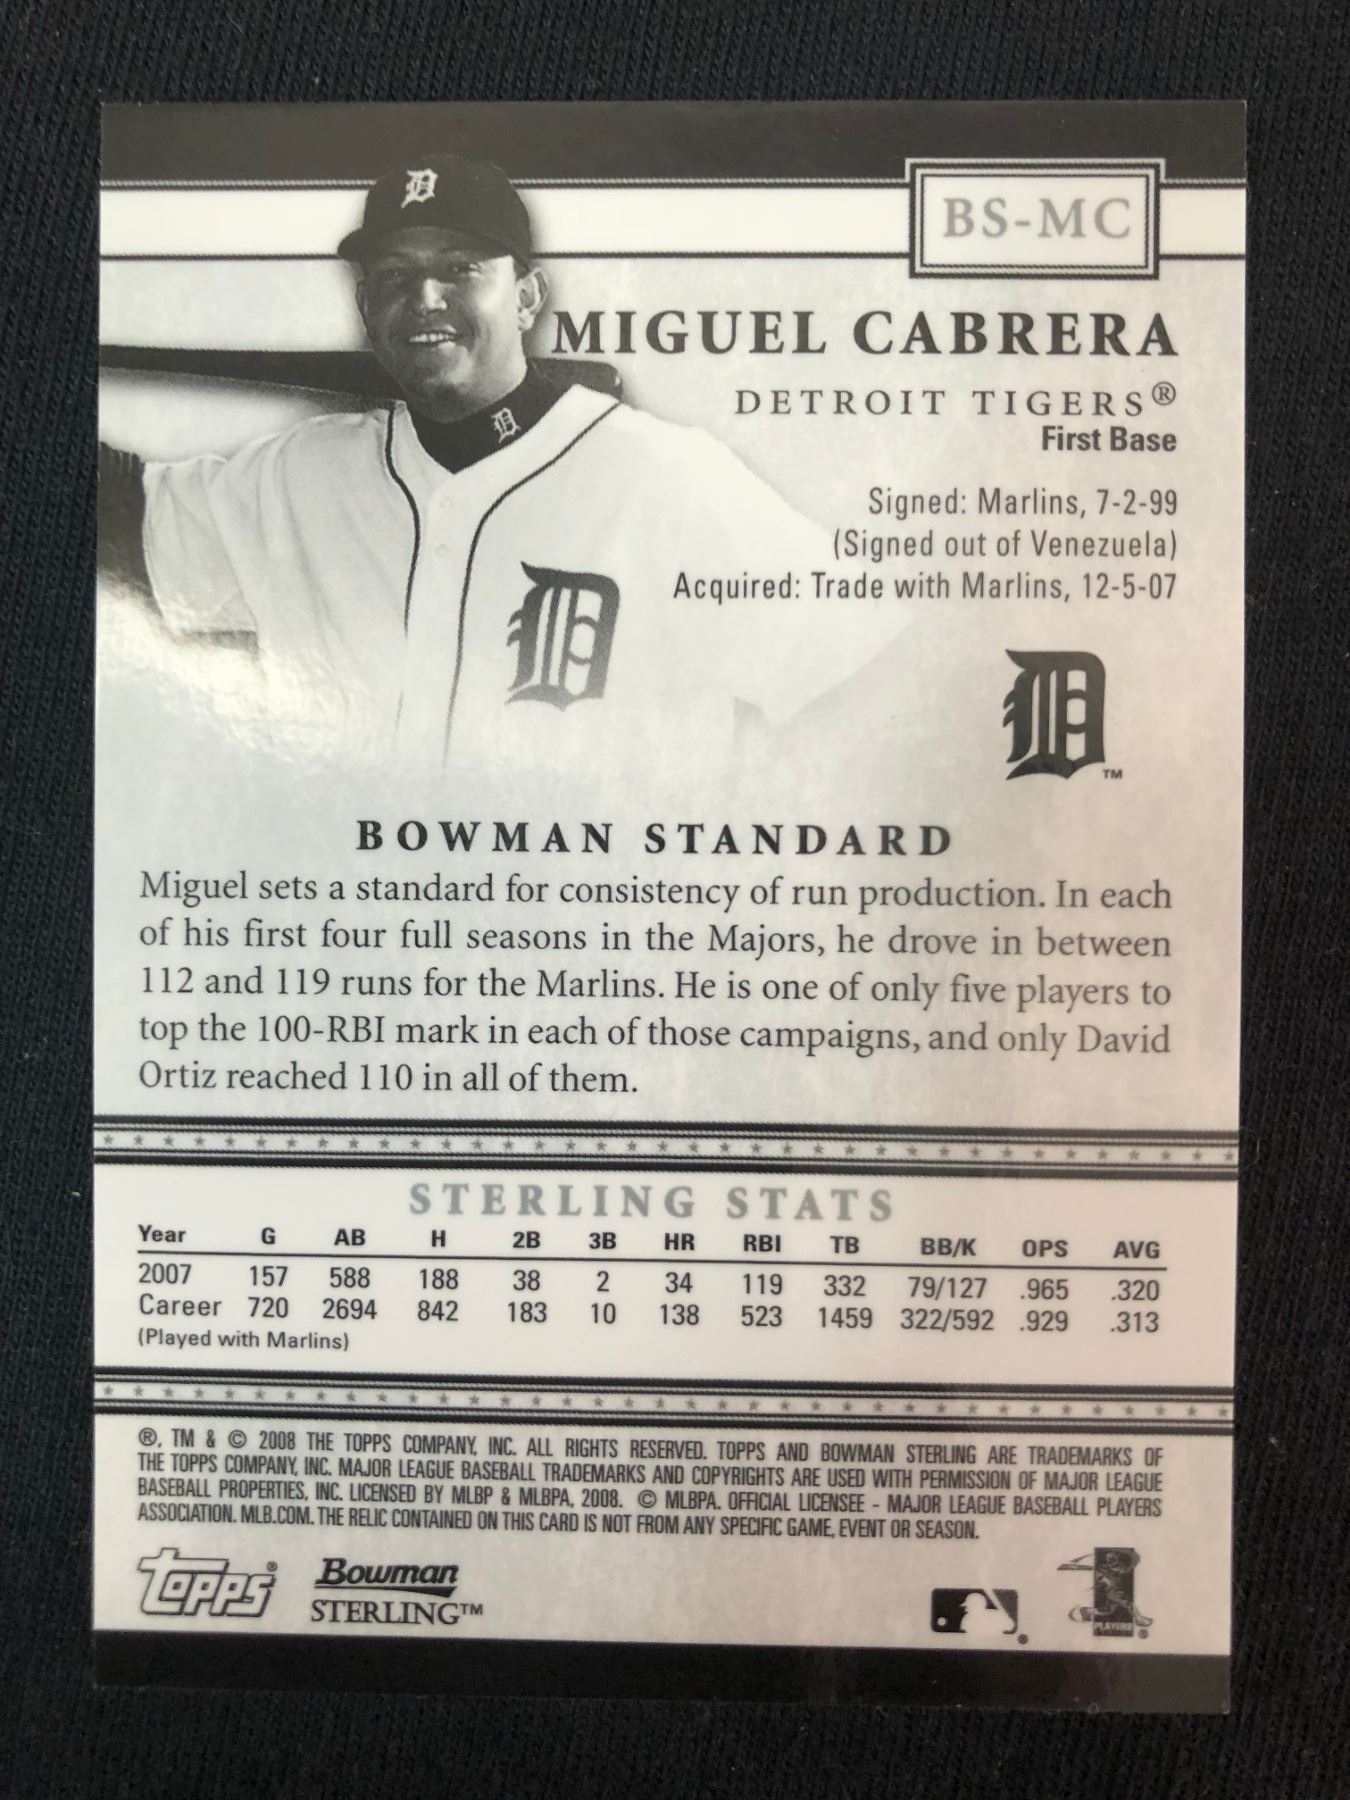 BS-MC
MIGUEL CABRERA
DETROIT TIGERS®
First Base
Signed: Marlins, 7-2-99
(Signed out of Venezuela)
Acquired: Trade with Marlins, 12-5-07
D
D
D
D TM
BOWMAN STANDARD
Miguel sets a standard for consistency of run production. In each
of his first four full seasons in the Majors, he drove in between
112 and 119 runs for the Marlins. He is one of only five players to
top the 100-RBI mark in each of those campaigns, and only David
Ortiz reached 110 in all of them.
STERLING STATS
Year G AB H 2B 3B HR RBI TB BB/K OPS AVG
2007 157 588 188 38 2 34 119 332 79/127 .965 .320
Career 720 2694 842 183 10 138 523 1459 322/592 .929 .313
(Played with Marlins)
®, TM & © 2008 THE TOPPS COMPANY, INC. ALL RIGHTS RESERVED. TOPPS AND BOWMAN STERLING ARE TRADEMARKS OF
THE TOPPS COMPANY, INC. MAJOR LEAGUE BASEBALL TRADEMARKS AND COPYRIGHTS ARE USED WITH PERMISSION OF MAJOR LEAGUE
BASEBALL PROPERTIES, INC. LICENSED BY MLBP & MLBPA, 2008. © MLBPA. OFFICIAL LICENSEE - MAJOR LEAGUE BASEBALL PLAYERS
ASSOCIATION. MLB.COM. THE RELIC CONTAINED ON THIS CARD IS NOT FROM ANY SPECIFIC GAME, EVENT OR SEASON.
Topps®
Bowman
STERLING™
®
PLAYERS ®